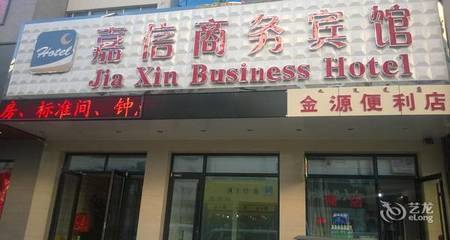 Hotel
嘉信商务宾馆
Jia Xin Business Hotel
房、标准间、钟
金源便利店
艺龙
eLong